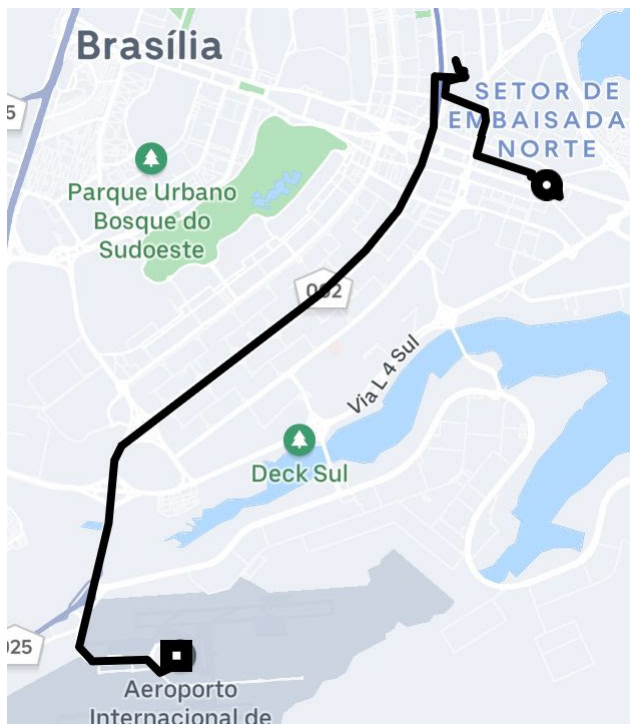 Brasília
5
SETOR DE
EMBAISADA
NORTE
Parque Urbano
Bosque do
Sudoeste
002
Via L 4 Sul
Deck Sul
025
Aeroporto
Internacional de